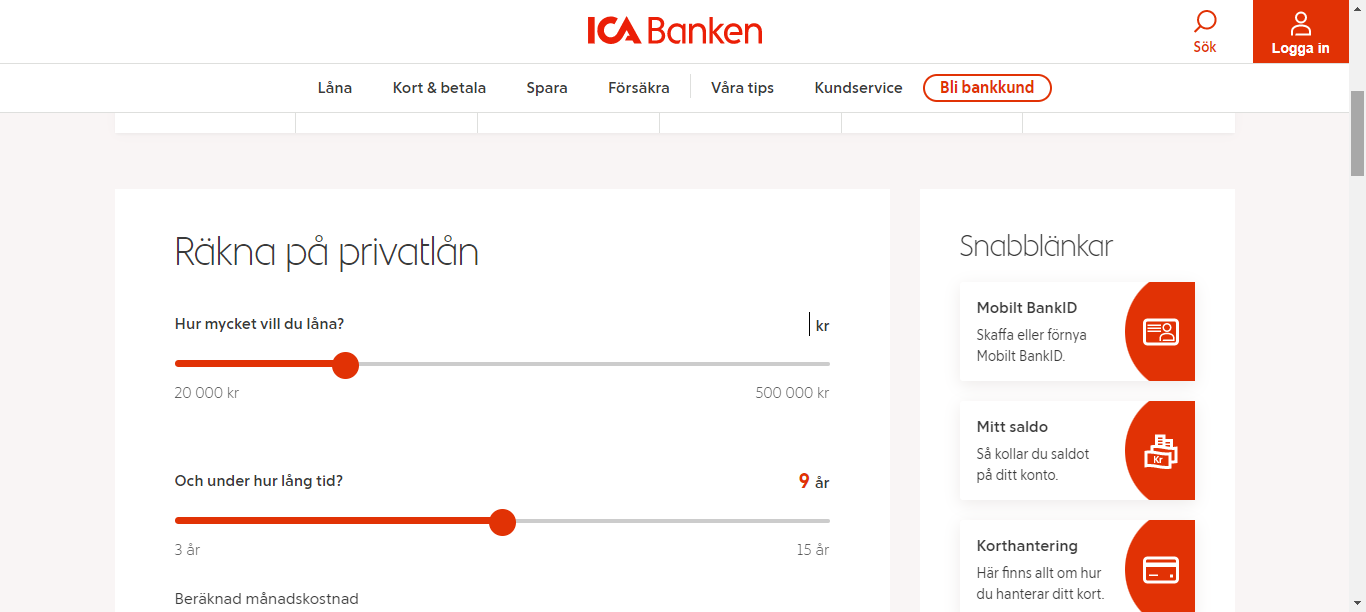 ICA Banken
Sök
Logga in
Låna
Kort & betala
Spara
Försäkra
Våra tips
Kundservice
Bli bankkund
Räkna på privatlån
Hur mycket vill du låna?
kr
20 000 kr
500 000 kr
Och under hur lång tid?
9 år
3 år
15 år
Beräknad månadskostnad
Snabblänkar
Mobilt BankID
Skaffa eller förnya
Mobilt BankID.
Mitt saldo
Så kollar du saldot
på ditt konto.
Kr
Korthantering
Här finns allt om hur
du hanterar ditt kort.